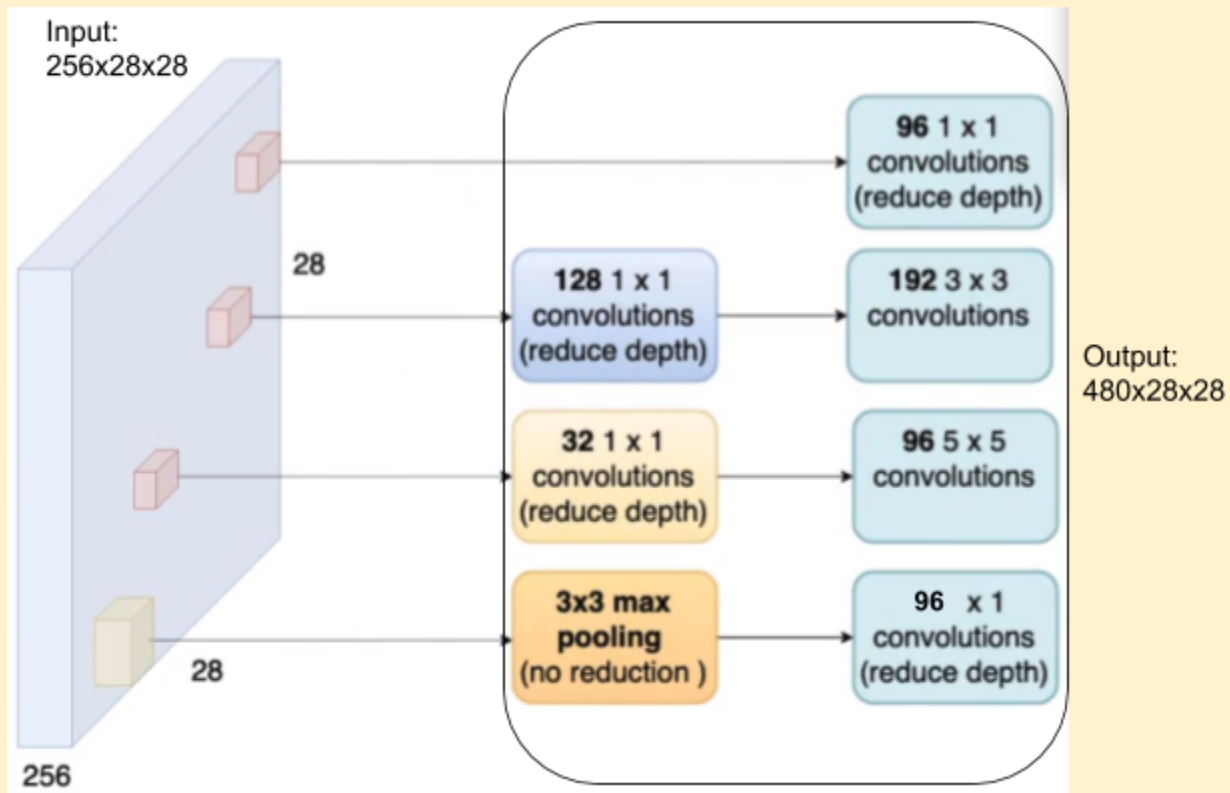 Input:
256x28x28
96 1 x 1
convolutions
(reduce depth)
28
128 1 x 1
convolutions
(reduce depth)
192 3 x 3
convolutions
Output:
480x28x28
32 1 x 1
convolutions
(reduce depth)
96 5 x 5
convolutions
3x3 max
pooling
(no reduction )
96 x 1
convolutions
(reduce depth)
28
256